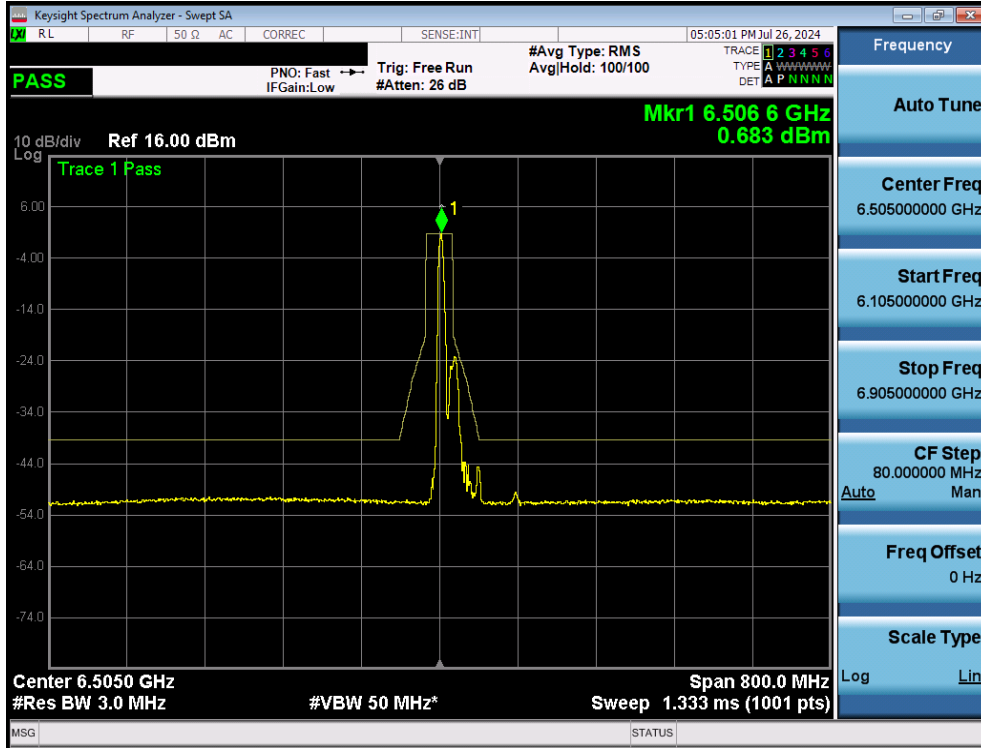 Keysight Spectrum Analyzer - Swept SA
LXI RL RF 50 Ω AC CORREC SENSE:INT 05:05:01 PM Jul 26, 2024
PASS
PNO: Fast
IFGain:Low
Trig: Free Run
#Atten: 26 dB
#Avg Type: RMS
Avg|Hold: 100/100
TRACE 1 2 3 4 5 6
TYPE A WWWWW
DET A P N N N N
Mkr1 6.506 6 GHz
0.683 dBm
10 dB/div Ref 16.00 dBm
Log
Trace 1 Pass
1
6.00
-4.00
-14.0
-24.0
-34.0
-44.0
-54.0
-64.0
-74.0
Center 6.5050 GHz Span 800.0 MHz
#Res BW 3.0 MHz #VBW 50 MHz* Sweep 1.333 ms (1001 pts)
MSG STATUS
Frequency
Auto Tune
Center Freq
6.505000000 GHz
Start Freq
6.105000000 GHz
Stop Freq
6.905000000 GHz
CF Step
80.000000 MHz
Auto Man
Freq Offset
0 Hz
Scale Type
Log Lin